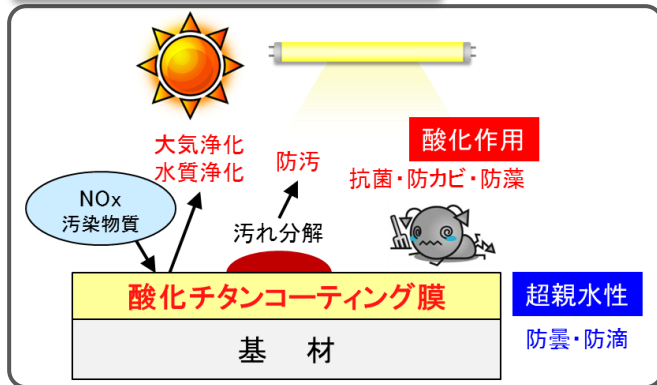 大気浄化
水質浄化
防汚
酸化作用
抗菌・防カビ・防藻
NOx
汚染物質
汚れ分解
酸化チタンコーティング膜
超親水性
防曇・防滴
基 材